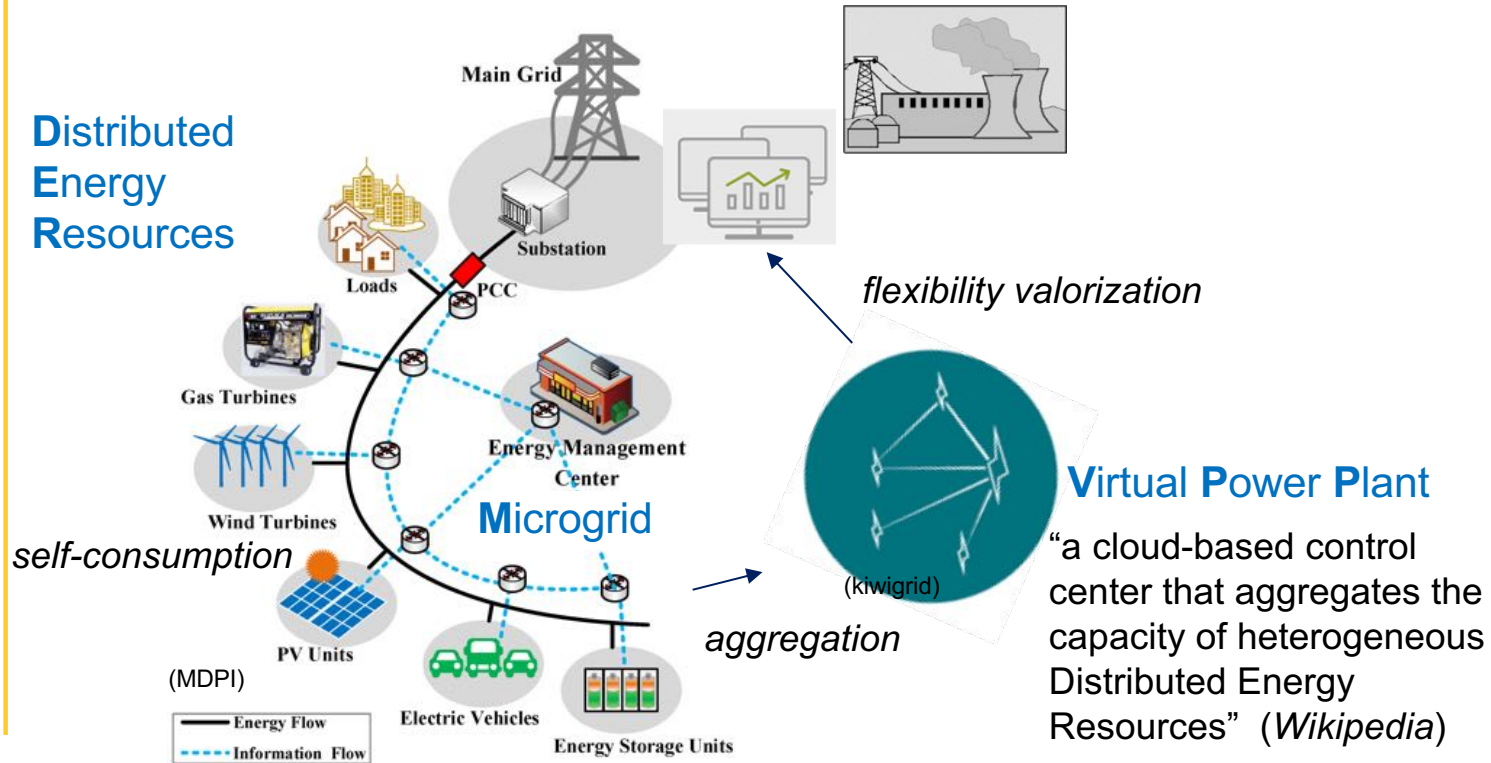 Distributed
Energy
Resources
Main Grid
Substation
Loads
PCC
Gas Turbines
Energy Management
Center
Wind Turbines
Microgrid
self-consumption
PV Units
(MDPI)
Electric Vehicles
Energy Storage Units
Energy Flow
Information Flow
aggregation
flexibility valorization
(kiwigrid)
Virtual Power Plant
“a cloud-based control
center that aggregates the
capacity of heterogeneous
Distributed Energy
Resources” (Wikipedia)